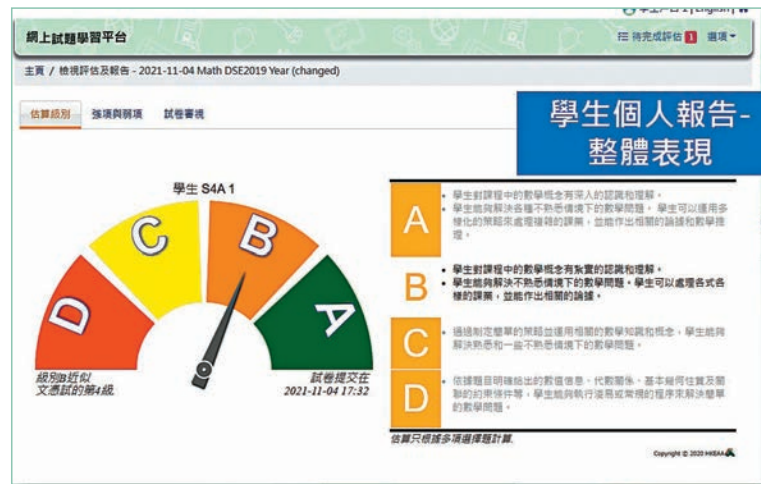 網上試題學習平台
待完成評估 1 選項
主頁 / 檢視評估及報告 - 2021-11-04 Math DSE2019 Year (changed)
估算級別 強項與弱項 試卷審視
學生個人報告-
整體表現
學生 S4A 1
D C B A
級別B近似
文憑試的第4級
試卷提交在
2021-11-04 17:32
A
• 學生對課程中的數學概念有深入的認識和理解。
• 學生能夠解決各種不熟悉情境下的數學問題。 學生可以運用多
樣化的策略來處理複雜的課業,並能作出相關的論據和數學推
理。
B
• 學生對課程中的數學概念有紮實的認識和理解。
• 學生能夠解決不熟悉情境下的數學問題。學生可以處理各式各
樣的課業,並能作出相關的論據。
C
• 通過制定簡單的策略並運用相關的數學知識和概念,學生能夠
解決熟悉和一些不熟悉情境下的數學問題。
D
• 依據題目明確給出的數值信息、代數關係、基本幾何性質及關
聯的約束條件等,學生能夠執行淺易或常規的程序來解決簡單
的數學問題。
估算只根據多項選擇題計算.
Copyright © 2020 HKEAA